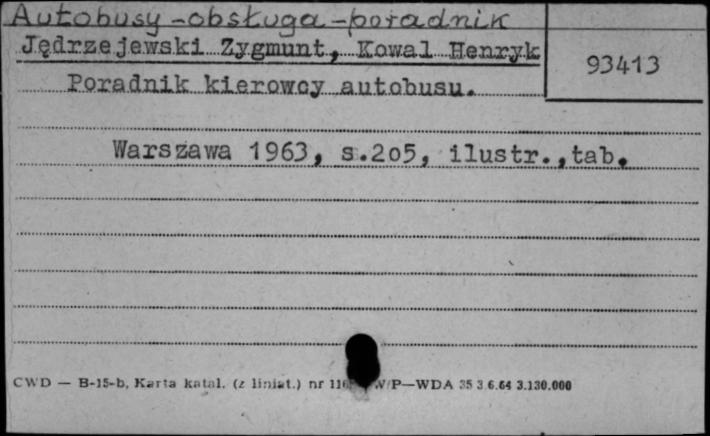 Autobusy - obsługa - poradnik
Jędrzejewski Zygmunt, Kowal Henryk
93413
Poradnik kierowcy autobusu.
Warszawa 1963, s.2o5, ilustr.,tab.
CWD — B-15-b, Karta katal. (z liniat.) nr W/P—WDA 35 3.6.64 3.130.000